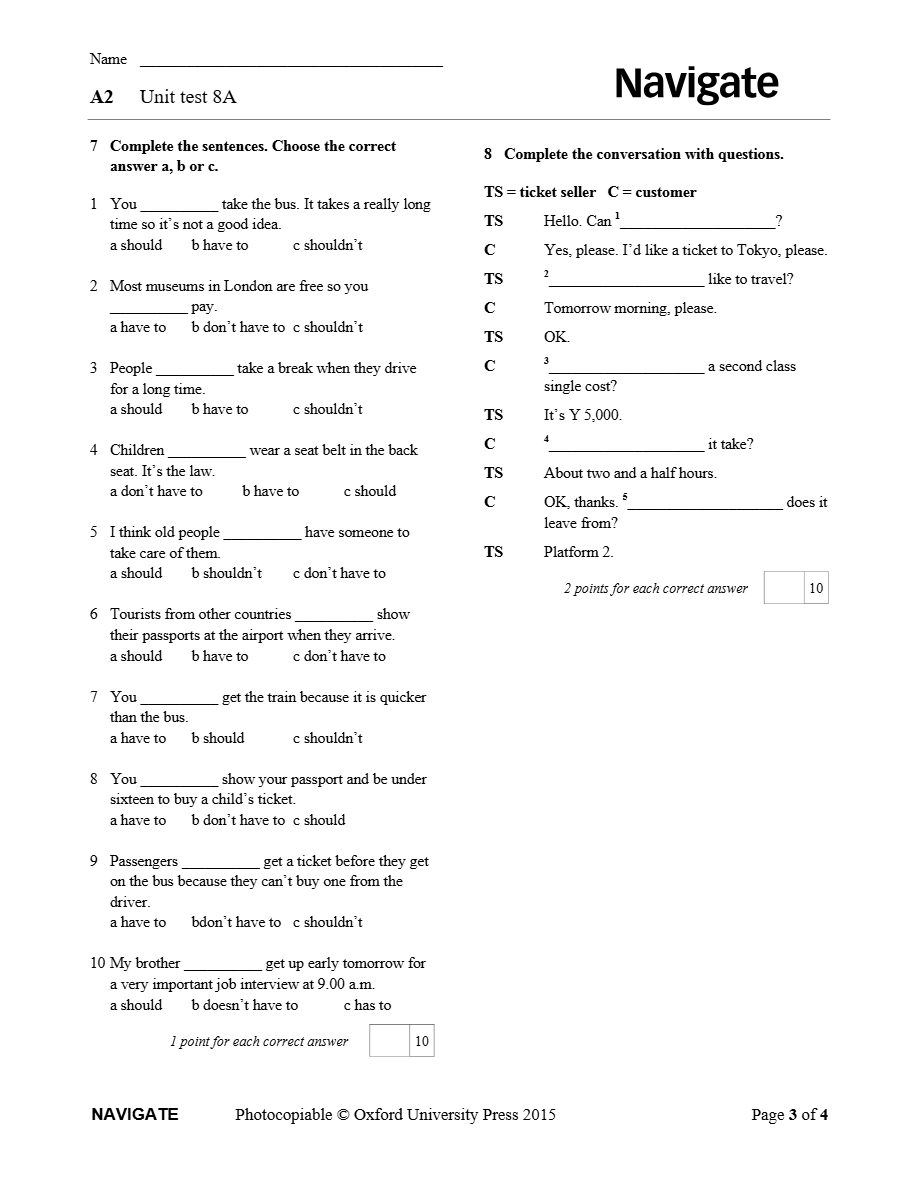 Name ______________________________________
Navigate
A2 Unit test 8A
7 Complete the sentences. Choose the correct
answer a, b or c.
1 You __________ take the bus. It takes a really long
time so it’s not a good idea.
a should b have to c shouldn’t
2 Most museums in London are free so you
__________ pay.
a have to b don’t have to c shouldn’t
3 People __________ take a break when they drive
for a long time.
a should b have to c shouldn’t
4 Children __________ wear a seat belt in the back
seat. It’s the law.
a don’t have to b have to c should
5 I think old people __________ have someone to
take care of them.
a should b shouldn’t c don’t have to
6 Tourists from other countries __________ show
their passports at the airport when they arrive.
a should b have to c don’t have to
7 You __________ get the train because it is quicker
than the bus.
a have to b should c shouldn’t
8 You __________ show your passport and be under
sixteen to buy a child’s ticket.
a have to b don’t have to c should
9 Passengers __________ get a ticket before they get
on the bus because they can’t buy one from the
driver.
a have to bdon’t have to c shouldn’t
10 My brother __________ get up early tomorrow for
a very important job interview at 9.00 a.m.
a should b doesn’t have to c has to
1 point for each correct answer 10
8 Complete the conversation with questions.
TS = ticket seller C = customer
TS Hello. Can 1____________________?
C Yes, please. I’d like a ticket to Tokyo, please.
TS 2____________________ like to travel?
C Tomorrow morning, please.
TS OK.
C 3____________________ a second class
single cost?
TS It’s Y 5,000.
C 4____________________ it take?
TS About two and a half hours.
C OK, thanks. 5____________________ does it
leave from?
TS Platform 2.
2 points for each correct answer 10
NAVIGATE Photocopiable © Oxford University Press 2015 Page 3 of 4